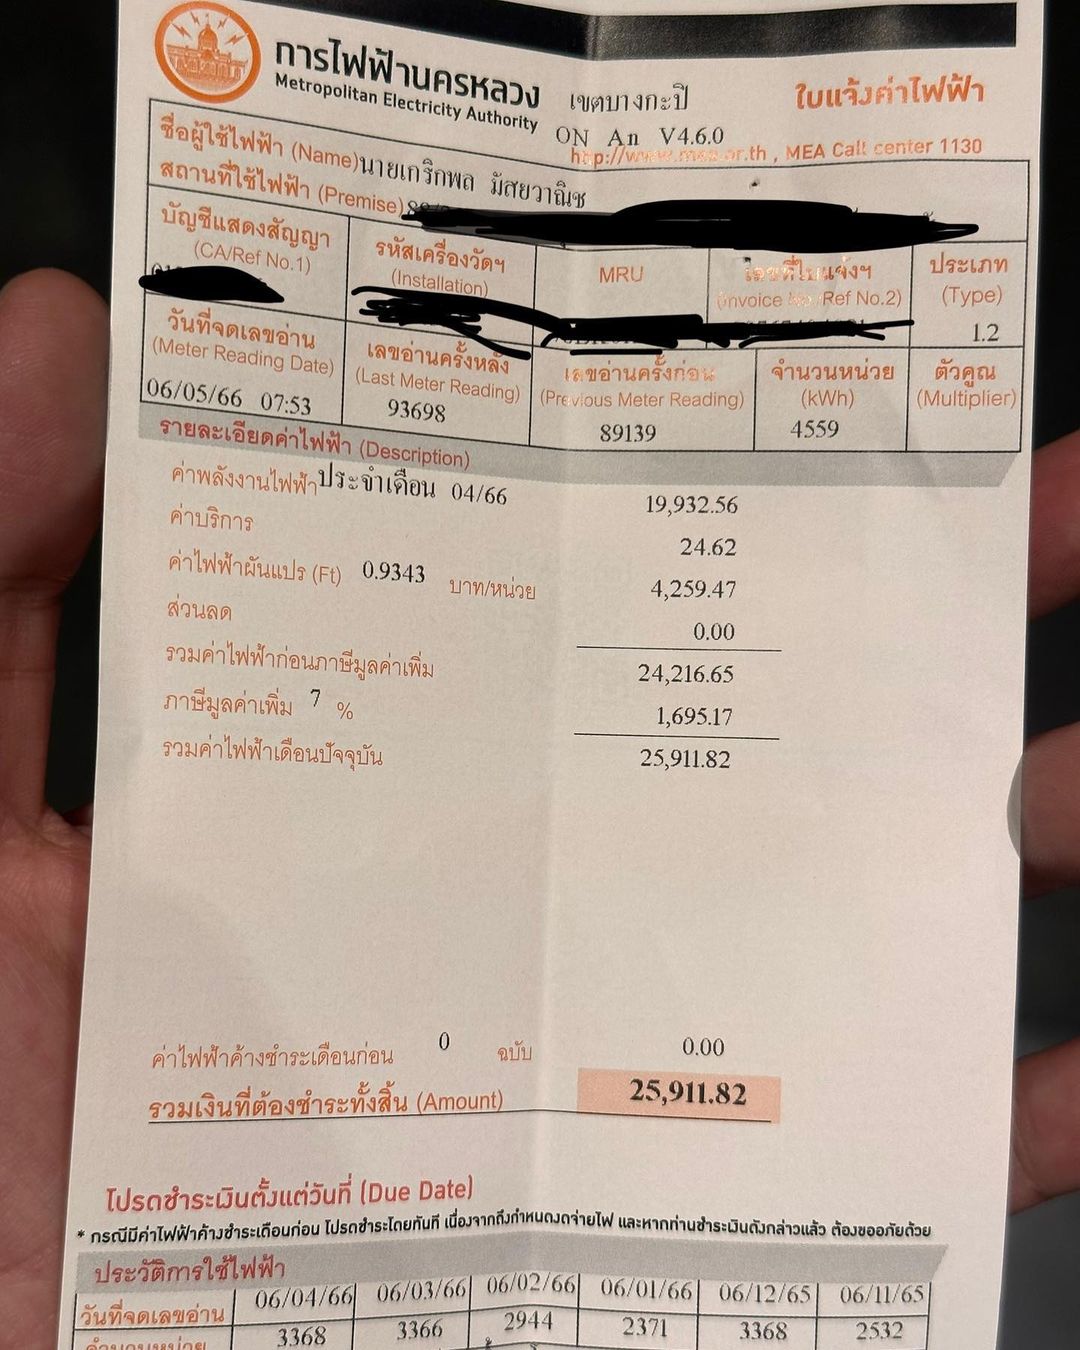 การไฟฟ้านครหลวง
Metropolitan Electricity Authority
เขตบางกะปิ
ใบแจ้งค่าไฟฟ้า
ON An V4.6.0
http://www.mea.or.th , MEA Call center 1130
ชื่อผู้ใช้ไฟฟ้า (Name) นายเกริกพล มัสยวาณิช
สถานที่ใช้ไฟฟ้า (Premise)
บัญชีแสดงสัญญา รหัสเครื่องวัดฯ MRU เลขที่ใบแจ้งฯ ประเภท
(CA/Ref No.1) (Installation) (Invoice No./Ref No.2) (Type)
1.2
วันที่จดเลขอ่าน เลขอ่านครั้งหลัง เลขอ่านครั้งก่อน จำนวนหน่วย ตัวคูณ
(Meter Reading Date) (Last Meter Reading) (Previous Meter Reading) (kWh) (Multiplier)
06/05/66 07:53 93698 89139 4559
รายละเอียดค่าไฟฟ้า (Description)
ค่าพลังงานไฟฟ้า ประจำเดือน 04/66 19,932.56
ค่าบริการ 24.62
ค่าไฟฟ้าผันแปร (Ft) 0.9343 บาท/หน่วย 4,259.47
ส่วนลด 0.00
รวมค่าไฟฟ้าก่อนภาษีมูลค่าเพิ่ม 24,216.65
ภาษีมูลค่าเพิ่ม 7 % 1,695.17
รวมค่าไฟฟ้าเดือนปัจจุบัน 25,911.82
ค่าไฟฟ้าค้างชำระเดือนก่อน 0 ฉบับ 0.00
รวมเงินที่ต้องชำระทั้งสิ้น (Amount) 25,911.82
โปรดชำระเงินตั้งแต่วันที่ (Due Date)
* กรณีมีค่าไฟฟ้าค้างชำระเดือนก่อน โปรดชำระโดยทันที เนื่องจากถึงกำหนดงดจ่ายไฟ และหากท่านชำระเงินดังกล่าวแล้ว ต้องขออภัยด้วย
ประวัติการใช้ไฟฟ้า
วันที่จดเลขอ่าน 06/04/66 06/03/66 06/02/66 06/01/66 06/12/65 06/11/65
จำนวนหน่วย 3368 3366 2944 2371 3368 2532